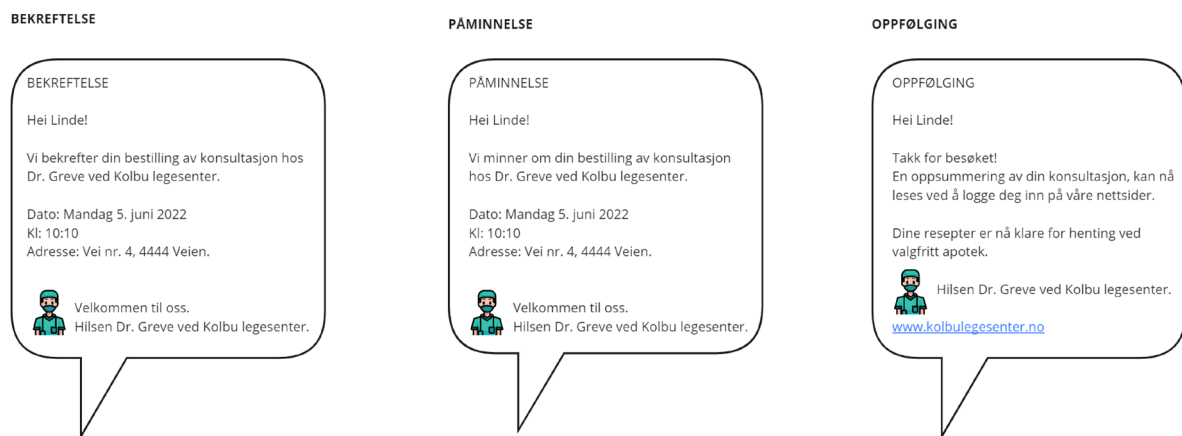 BEKREFTELSE
BEKREFTELSE
Hei Linde!
Vi bekrefter din bestilling av konsultasjon hos
Dr. Greve ved Kolbu legesenter.
Dato: Mandag 5. juni 2022
Kl: 10:10
Adresse: Vei nr. 4, 4444 Veien.
Velkommen til oss.
Hilsen Dr. Greve ved Kolbu legesenter.
PÅMINNELSE
PÅMINNELSE
Hei Linde!
Vi minner om din bestilling av konsultasjon
hos Dr. Greve ved Kolbu legesenter.
Dato: Mandag 5. juni 2022
Kl: 10:10
Adresse: Vei nr. 4, 4444 Veien.
Velkommen til oss.
Hilsen Dr. Greve ved Kolbu legesenter.
OPPFØLGING
OPPFØLGING
Hei Linde!
Takk for besøket!
En oppsummering av din konsultasjon, kan nå
leses ved å logge deg inn på våre nettsider.
Dine resepter er nå klare for henting ved
valgfritt apotek.
Hilsen Dr. Greve ved Kolbu legesenter.
www.kolbulegesenter.no